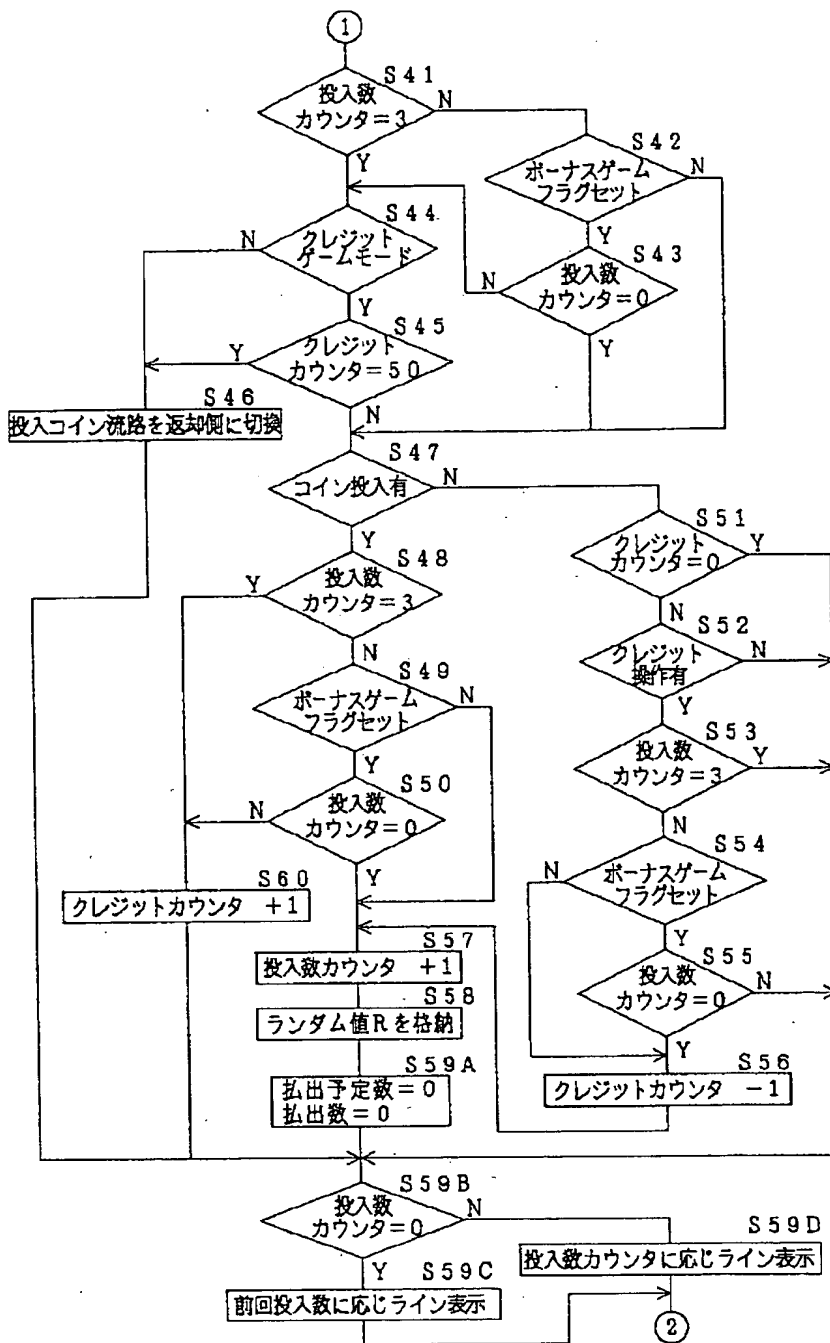 1
S41
投入数
カウンタ=3
N
Y
S42
ボーナスゲーム
フラグセット
N
Y
S43
投入数
カウンタ=0
N
Y
S44
クレジット
ゲームモード
N
Y
S45
クレジット
カウンタ=50
Y
N
S46
投入コイン流路を返却側に切換
S47
コイン投入有
N
Y
S48
投入数
カウンタ=3
Y
N
S49
ボーナスゲーム
フラグセット
N
Y
S50
投入数
カウンタ=0
N
Y
S51
クレジット
カウンタ=0
Y
N
S52
クレジット
操作有
N
Y
S53
投入数
カウンタ=3
Y
N
S54
ボーナスゲーム
フラグセット
N
Y
S55
投入数
カウンタ=0
N
Y
S56
クレジットカウンタ -1
S60
クレジットカウンタ +1
S57
投入数カウンタ +1
S58
ランダム値Rを格納
S59A
払出予定数=0
払出数=0
S59B
投入数
カウンタ=0
N
Y
S59C
前回投入数に応じライン表示
S59D
投入数カウンタに応じライン表示
2